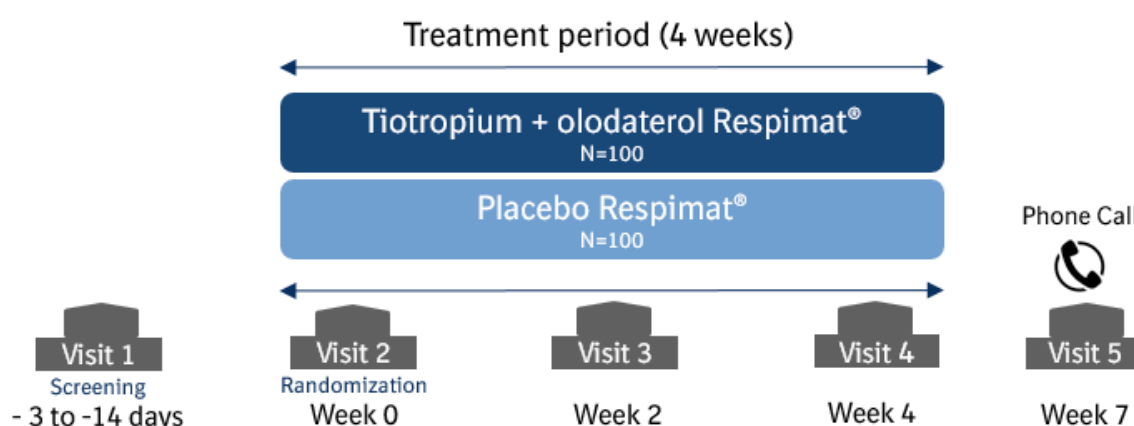 Treatment period (4 weeks)
Tiotropium + olodaterol Respimat®
N=100
Placebo Respimat®
N=100
Phone Call
Visit 1
Visit 2
Visit 3
Visit 4
Visit 5
Screening
Randomization
- 3 to -14 days
Week 0
Week 2
Week 4
Week 7